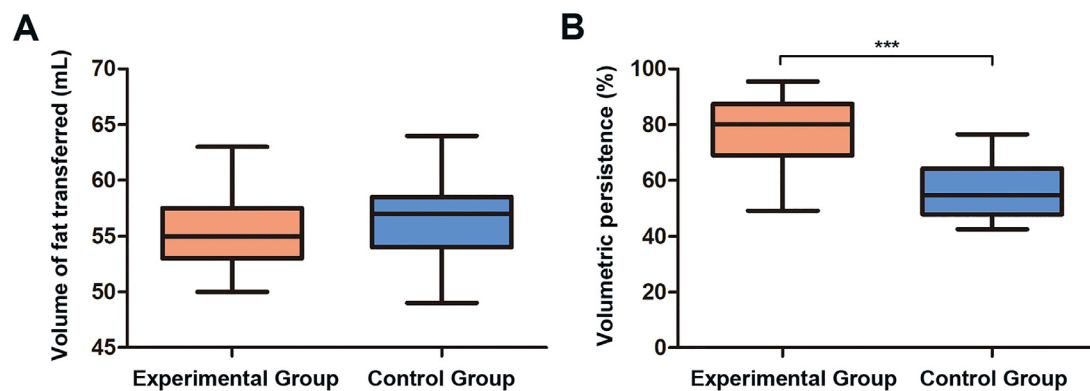 A
Volume of fat transferred (mL)
70
65
60
55
50
45
Experimental Group
Control Group
B
***
Volumetric persistence (%)
100
80
60
40
20
0
Experimental Group
Control Group